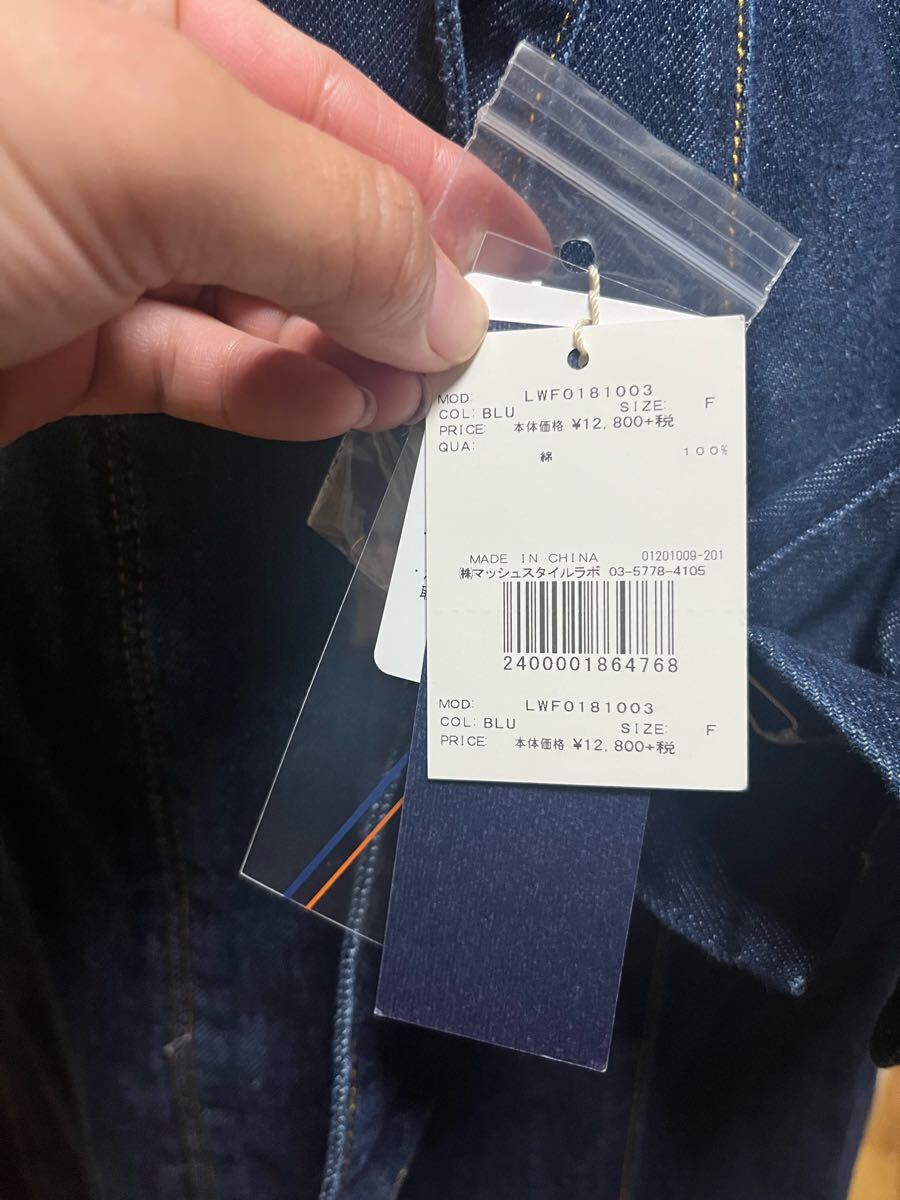 MOD: LWFO181003
COL: BLU SIZE: F
PRICE: 本体価格 ¥12,800+税
QUA:
綿 100%
MADE IN CHINA 01201009-201
㈱マッシュスタイルラボ 03-5778-4105
2400001864768
MOD: LWFO181003
COL: BLU SIZE: F
PRICE: 本体価格 ¥12,800+税